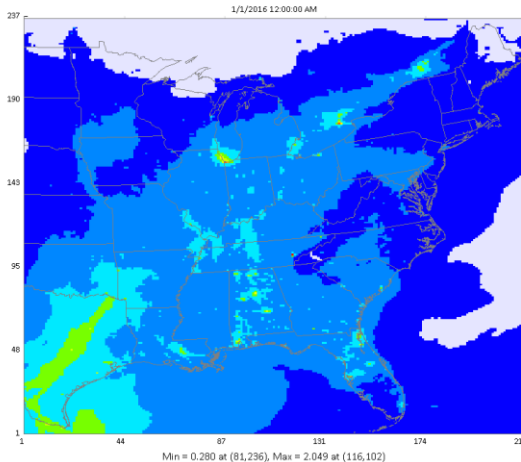 1/1/2016 12:00:00 AM
237
190
143
95
48
1
1 44 87 131 174 21
Min = 0.280 at (81,236), Max = 2.049 at (116,102)